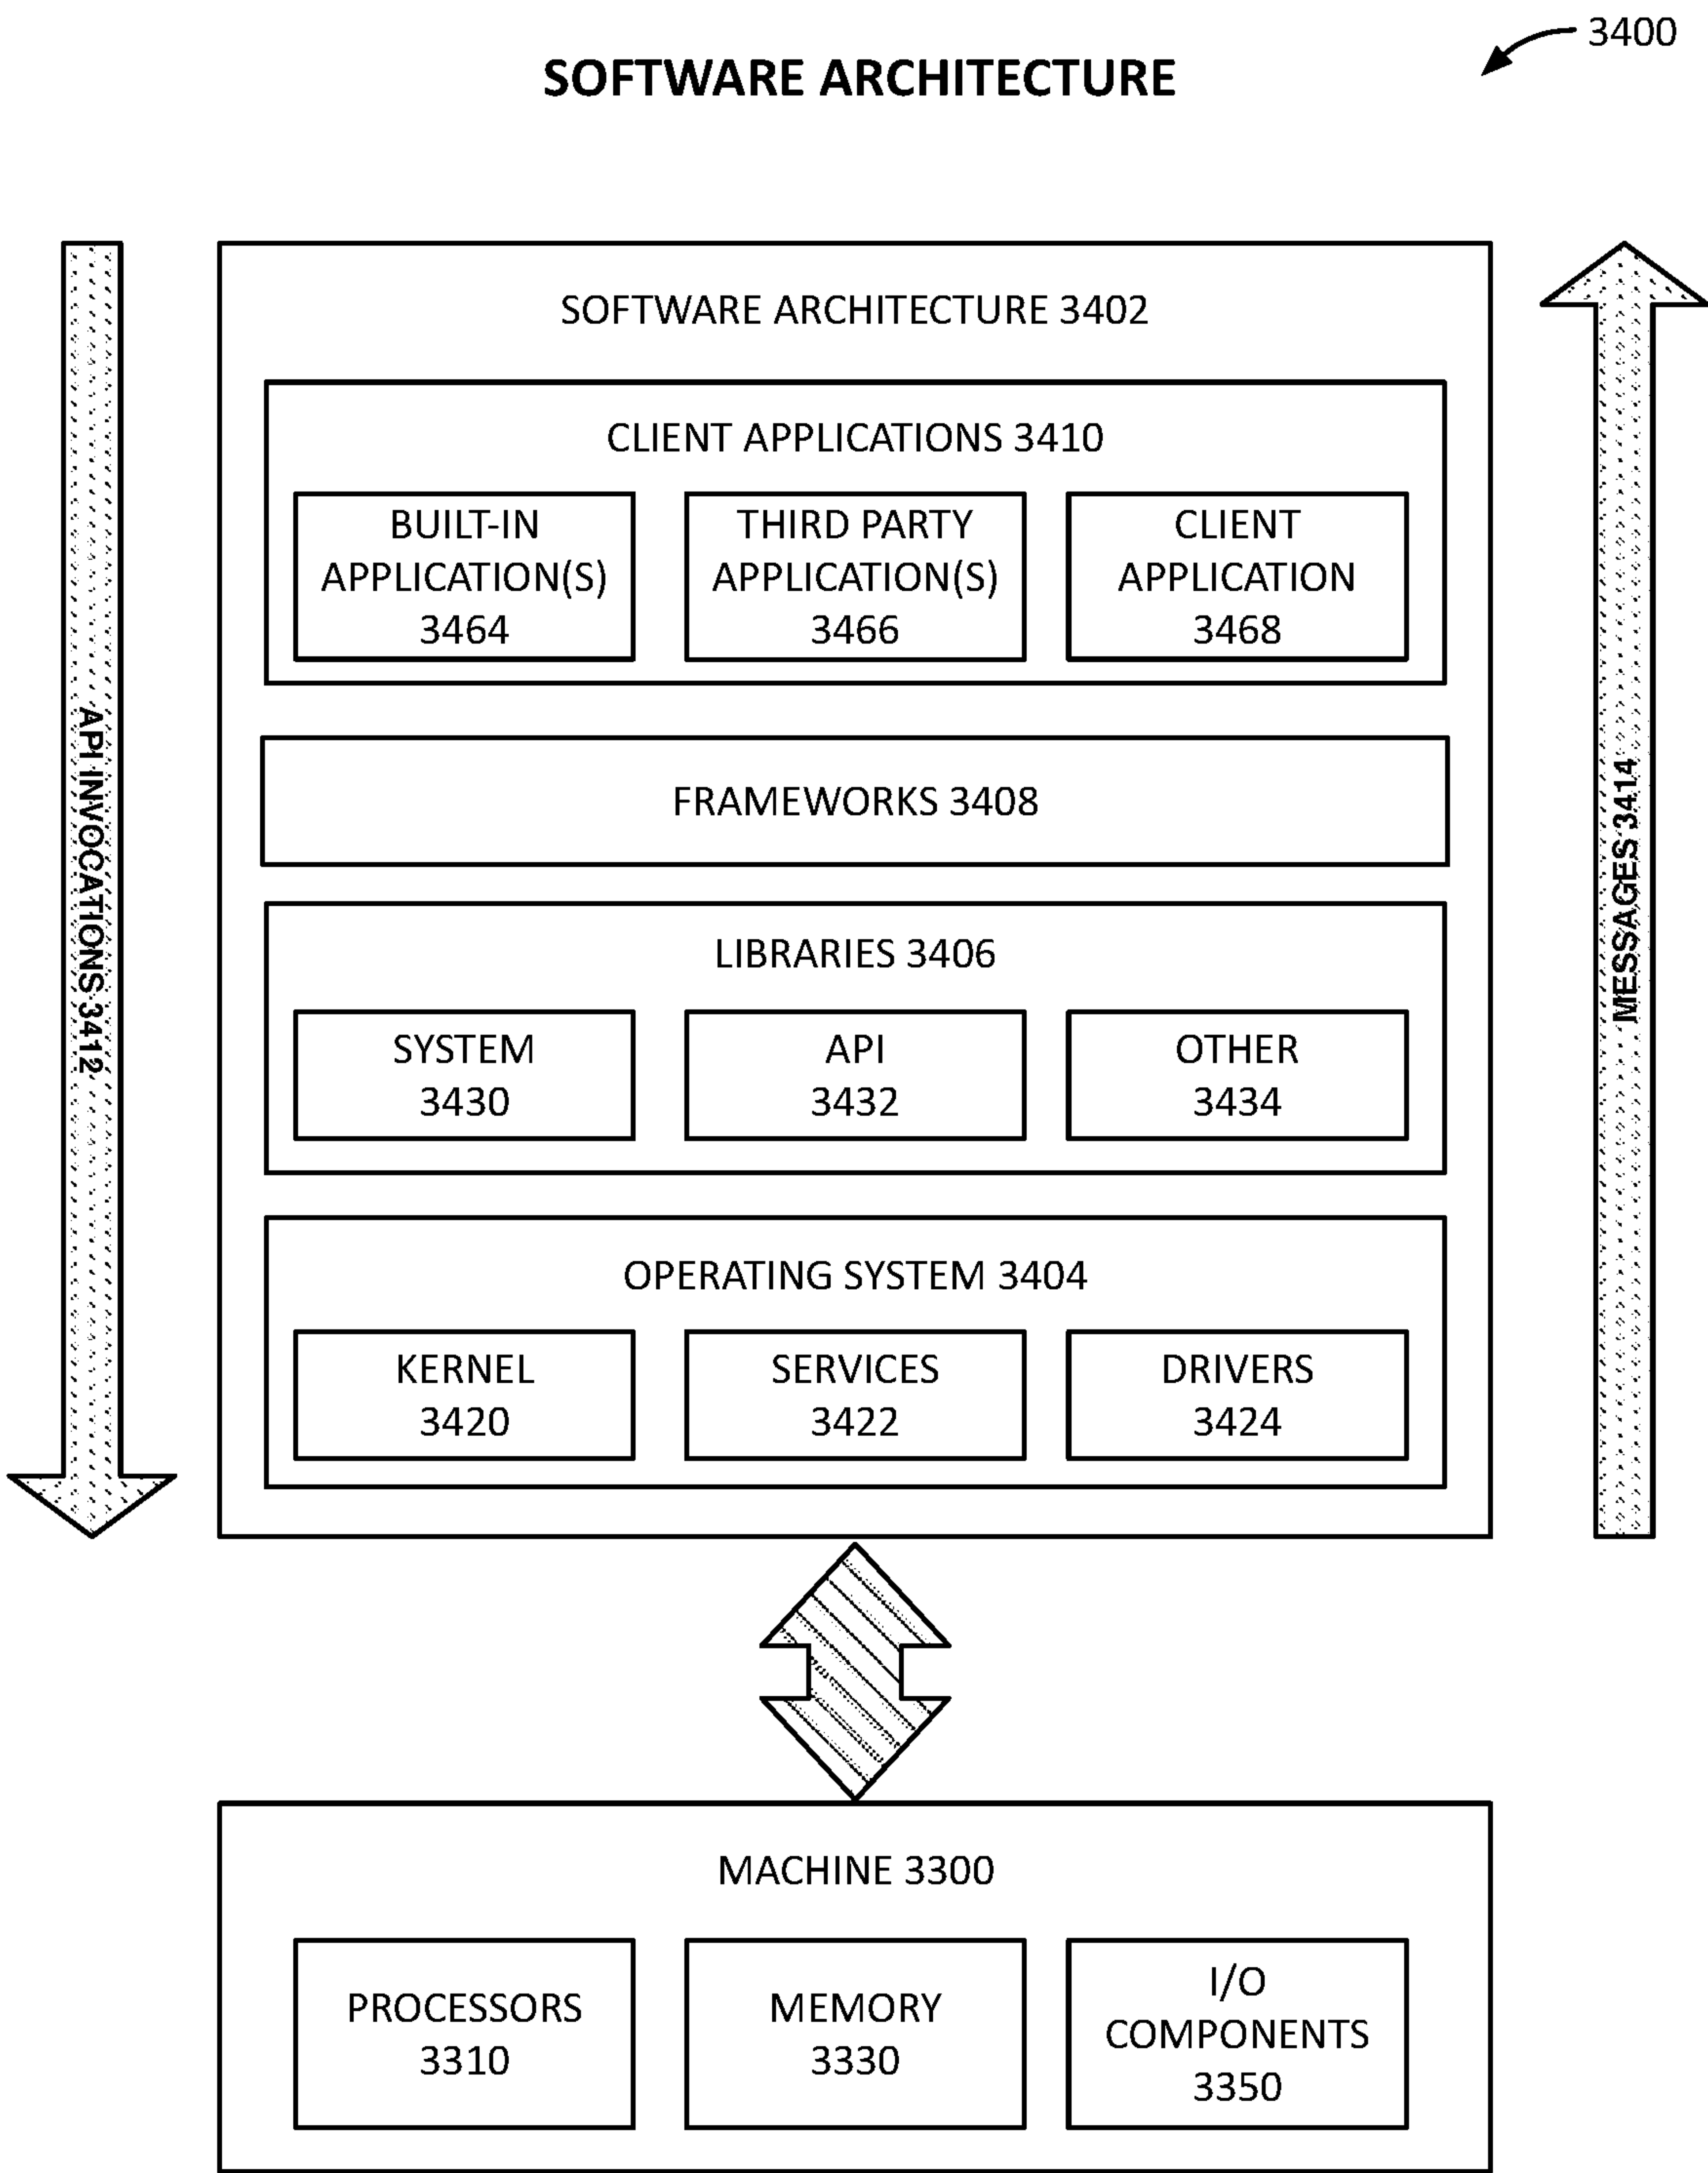 3400
SOFTWARE ARCHITECTURE
SOFTWARE ARCHITECTURE 3402
CLIENT APPLICATIONS 3410
BUILT-IN
APPLICATION(S)
3464
THIRD PARTY
APPLICATION(S)
3466
CLIENT
APPLICATION
3468
FRAMEWORKS 3408
LIBRARIES 3406
SYSTEM
3430
API
3432
OTHER
3434
OPERATING SYSTEM 3404
KERNEL
3420
SERVICES
3422
DRIVERS
3424
API INVOCATIONS 3412
MESSAGES 3414
MACHINE 3300
PROCESSORS
3310
MEMORY
3330
I/O
COMPONENTS
3350